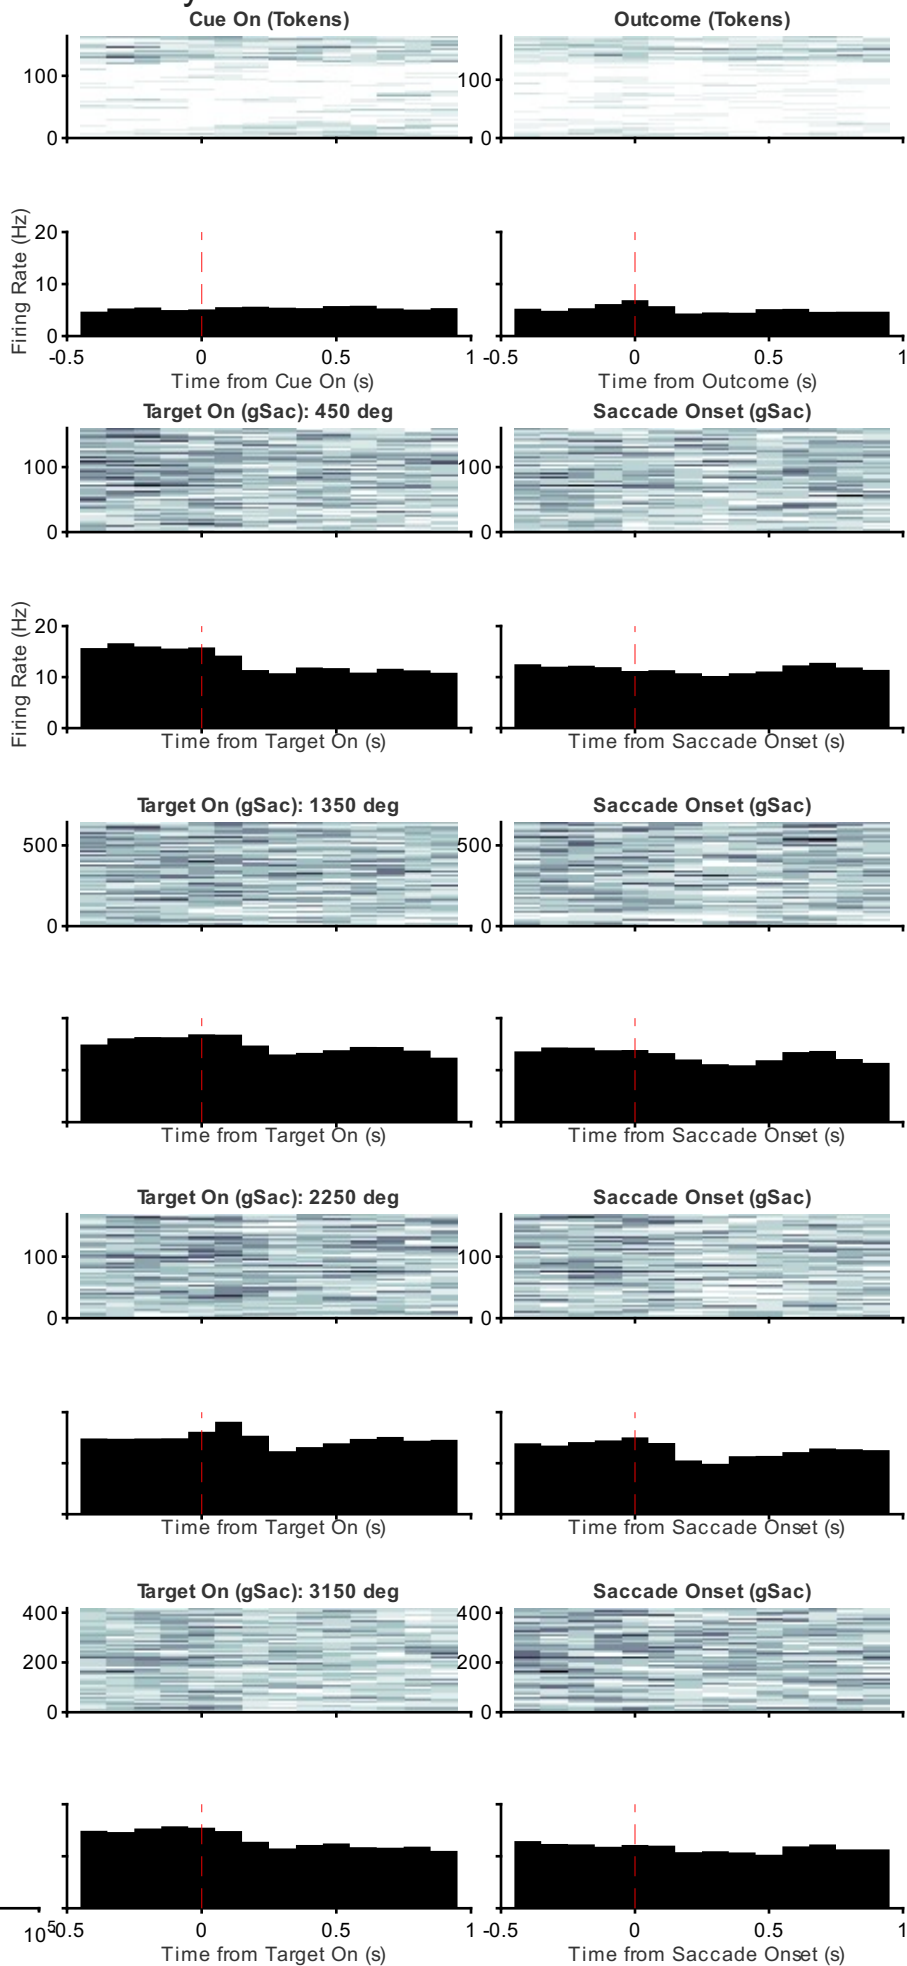 y
Cue On (Tokens) Outcome (Tokens)
100 100
0 0
Firing Rate (Hz)
20
10
0
-0.5 0 0.5 1 -0.5 0 0.5 1
Time from Cue On (s) Time from Outcome (s)
Target On (gSac): 450 deg Saccade Onset (gSac)
100 100
0 0
Firing Rate (Hz)
20
10
0
Time from Target On (s) Time from Saccade Onset (s)
Target On (gSac): 1350 deg Saccade Onset (gSac)
500 500
0 0
Time from Target On (s) Time from Saccade Onset (s)
Target On (gSac): 2250 deg Saccade Onset (gSac)
100 100
0 0
Time from Target On (s) Time from Saccade Onset (s)
Target On (gSac): 3150 deg Saccade Onset (gSac)
400 400
200 200
0 0
10⁵ -0.5 0 0.5 1 -0.5 0 0.5 1
Time from Target On (s) Time from Saccade Onset (s)